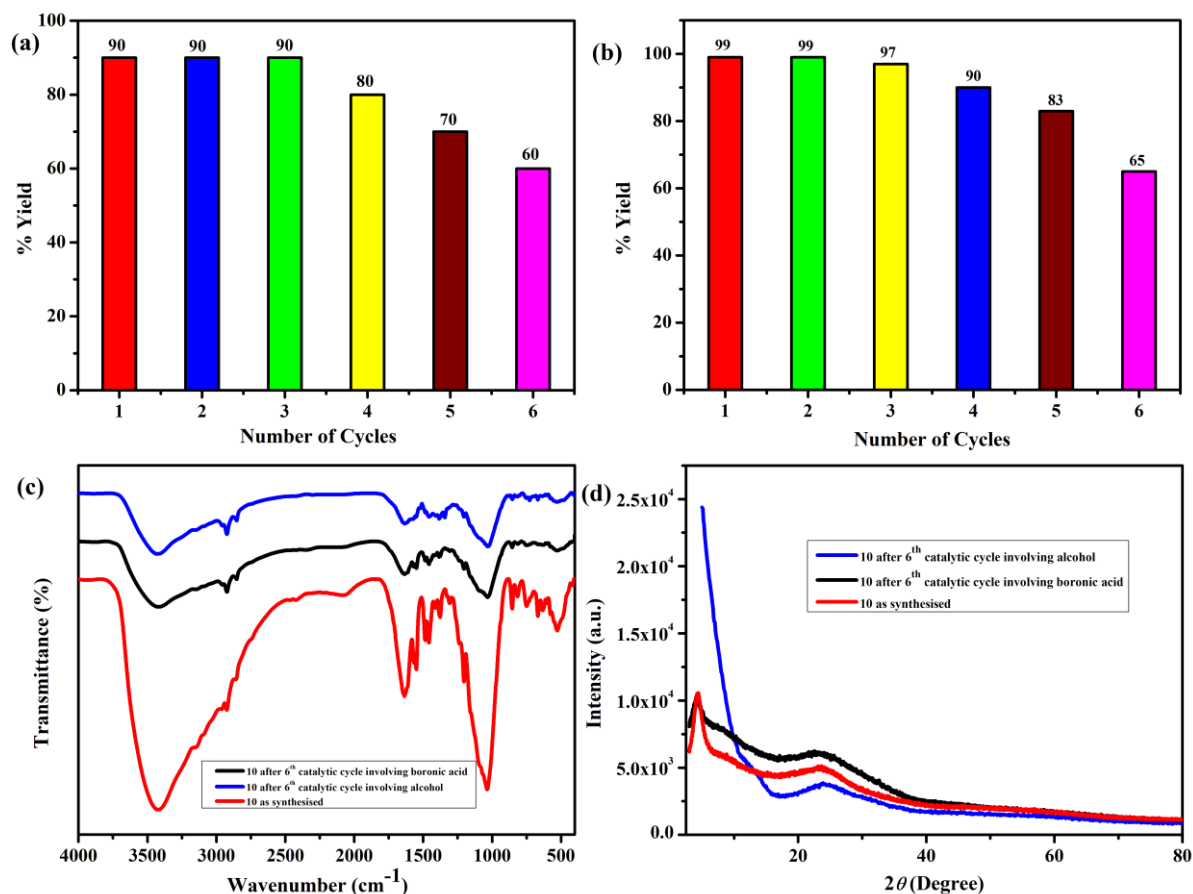 (a)
90
90
90
80
70
60
100
80
60
40
20
0
% Yield
1 2 3 4 5 6
Number of Cycles
(b)
99
99
97
90
83
65
100
80
60
40
20
0
% Yield
1 2 3 4 5 6
Number of Cycles
(c)
Transmittance (%)
10 after 6th catalytic cycle involving boronic acid
10 after 6th catalytic cycle involving alcohol
10 as synthesised
4000 3500 3000 2500 2000 1500 1000 500
Wavenumber (cm-1)
(d)
2.5x10⁴
2.0x10⁴
1.5x10⁴
1.0x10⁴
5.0x10³
0.0
Intensity (a.u.)
10 after 6th catalytic cycle involving alcohol
10 after 6th catalytic cycle involving boronic acid
10 as synthesised
20 40 60 80
2θ (Degree)